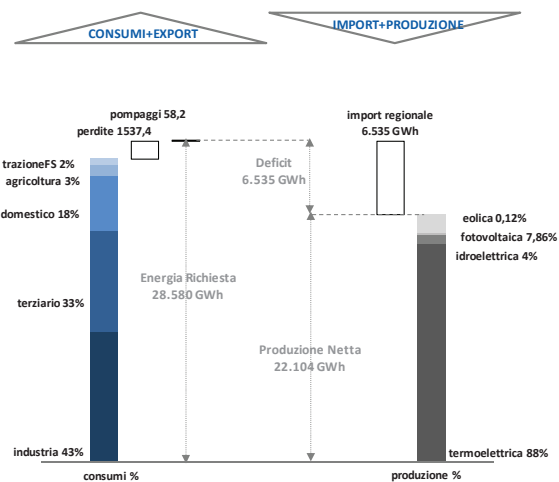 CONSUMI+EXPORT
IMPORT+PRODUZIONE
pompaggi 58,2
perdite 1537,4
import regionale
6.535 GWh
trazioneFS 2%
agricoltura 3%
domestico 18%
terziario 33%
industria 43%
consumi %
Deficit
6.535 GWh
Energia Richiesta
28.580 GWh
Produzione Netta
22.104 GWh
eolica 0,12%
fotovoltaica 7,86%
idroelettrica 4%
termoelettrica 88%
produzione %